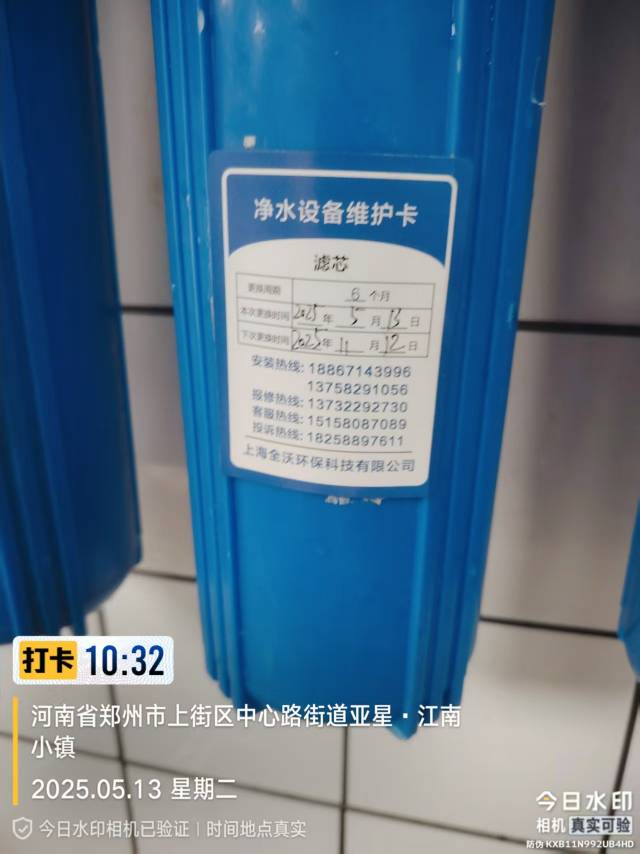 净水设备维护卡
滤芯
更换周期 6 个月
本次更换时间 2025 年 5 月 13 日
下次更换时间 2025 年 11 月 12 日
安装热线: 18867143996
13758291056
报修热线: 13732292730
客服热线: 15158087089
投诉热线: 18258897611
上海全沃环保科技有限公司
打卡 10:32
河南省郑州市上街区中心路街道亚星·江南
小镇
2025.05.13 星期二
今日水印相机已验证 | 时间地点真实
今日水印
相机 真实可验
防伪 KXB11N992UB4HD